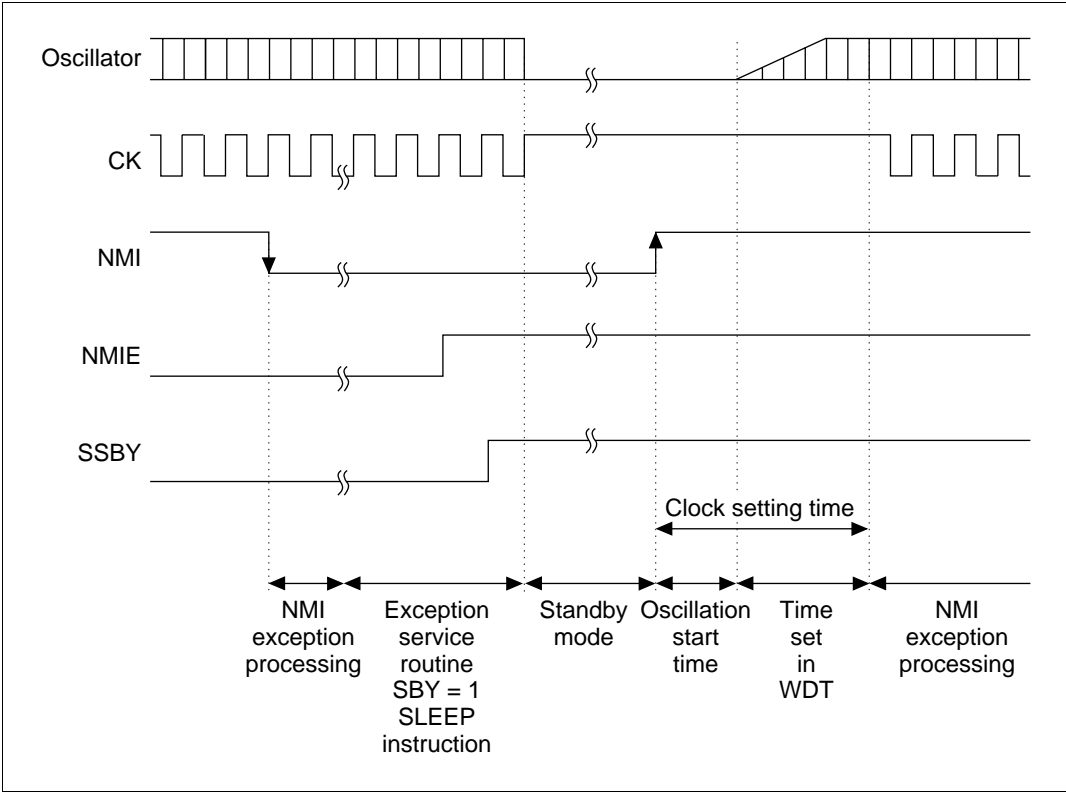 Oscillator
CK
NMI
NMIE
SSBY
Clock setting time
NMI
exception
processing
Exception
service
routine
SBY = 1
SLEEP
instruction
Standby
mode
Oscillation
start
time
Time
set
in
WDT
NMI
exception
processing